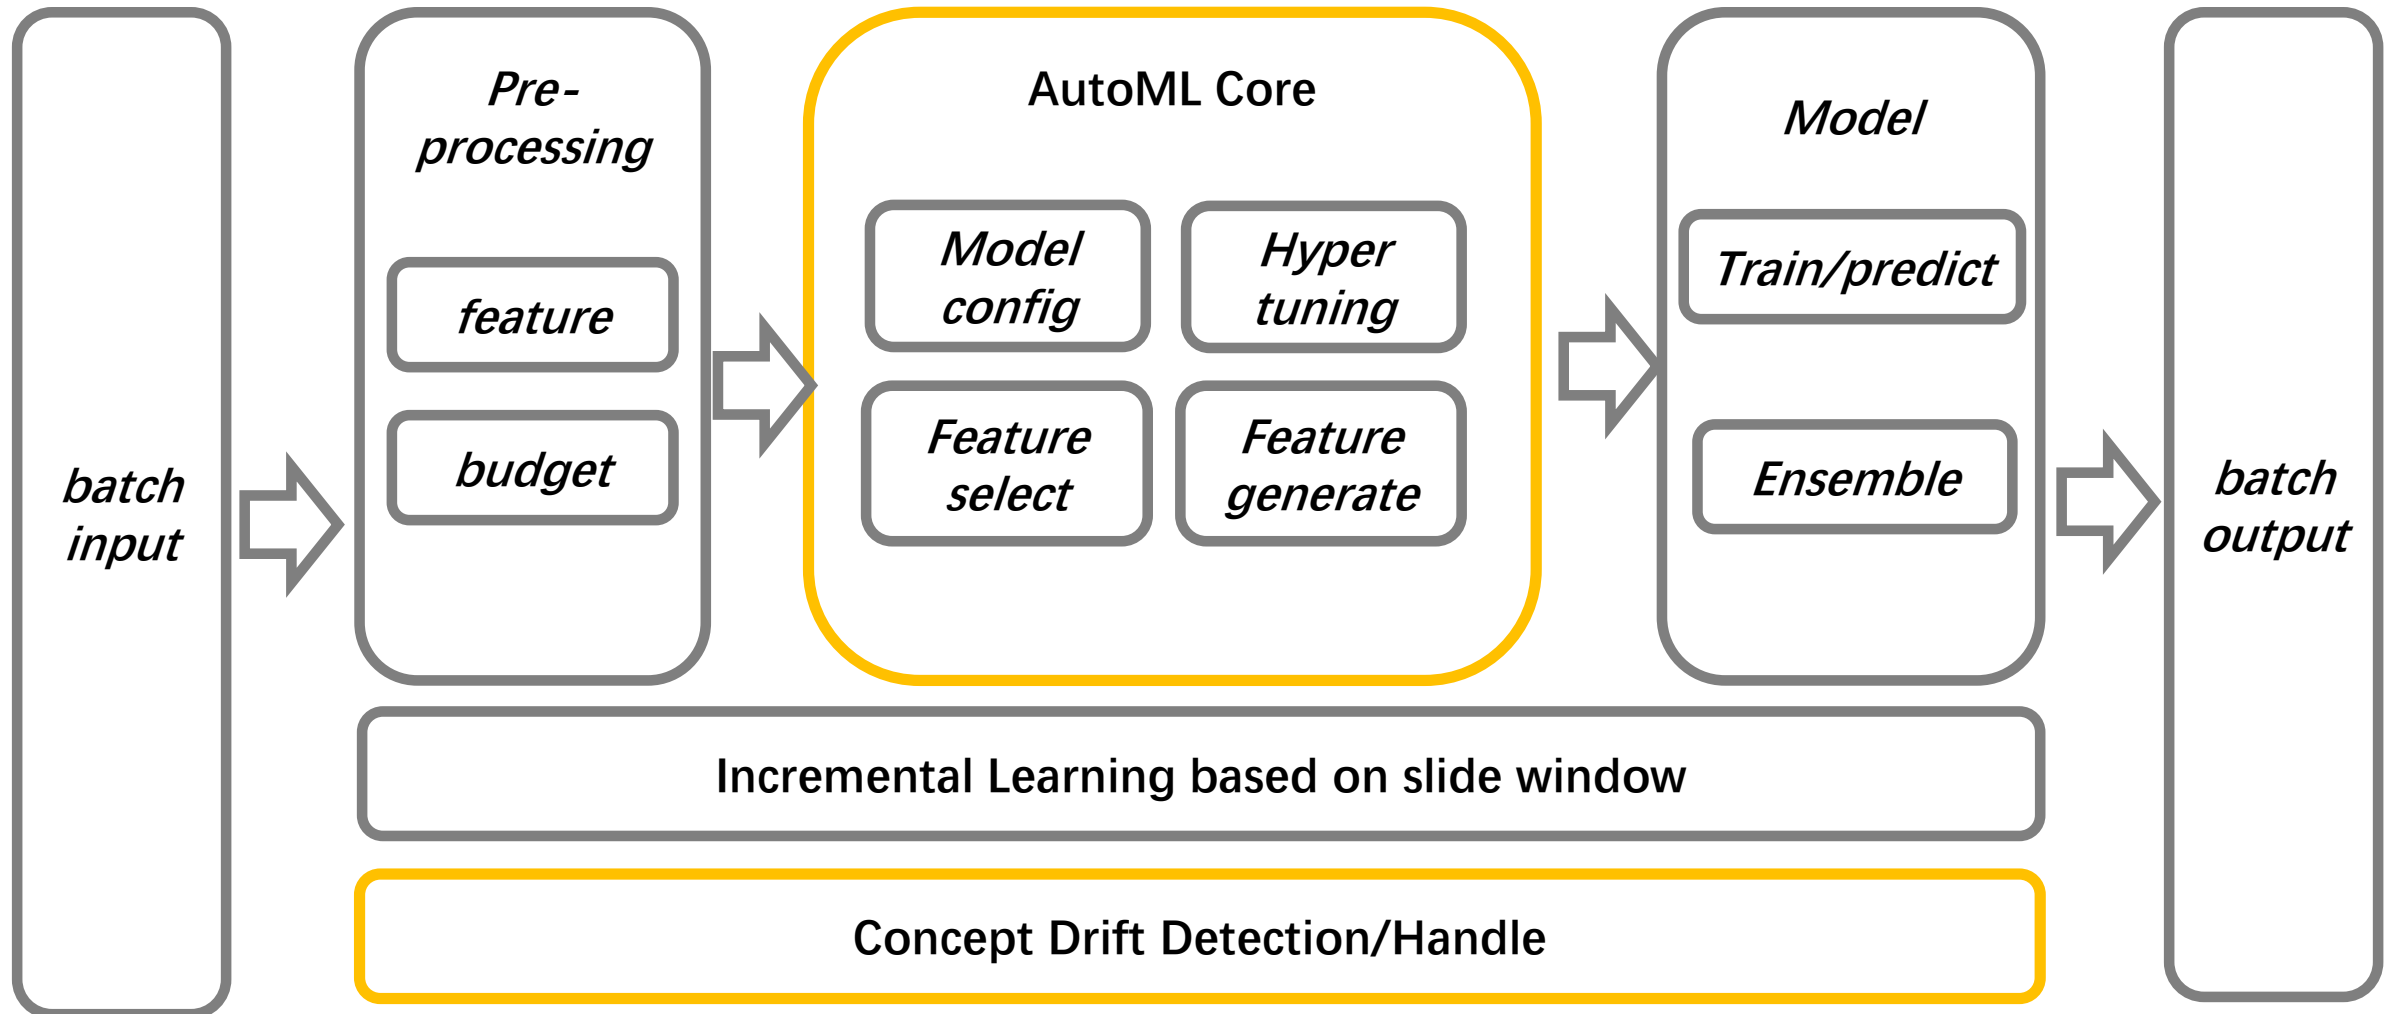 batch
input
Pre-
processing
feature
budget
AutoML Core
Model
config
Hyper
tuning
Feature
select
Feature
generate
Model
Train/predict
Ensemble
batch
output
Incremental Learning based on slide window
Concept Drift Detection/Handle